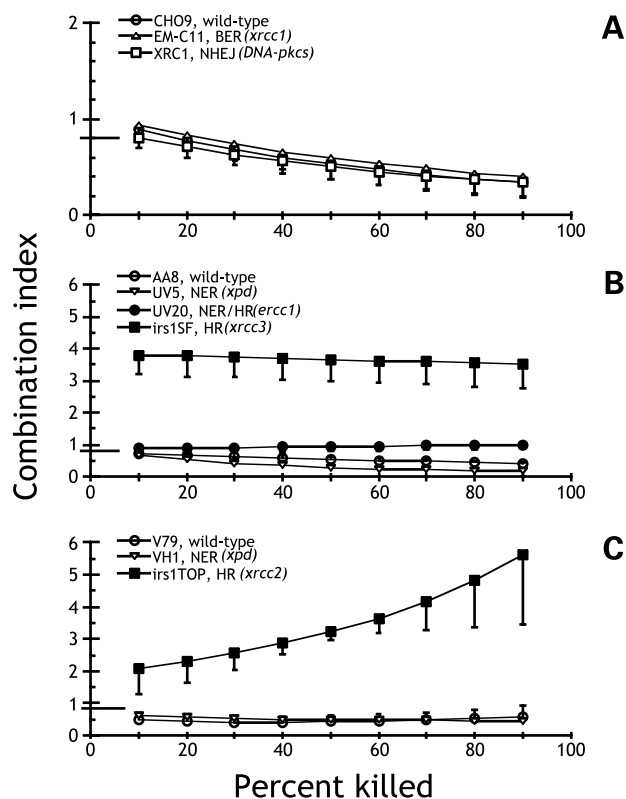 A
CHO9, wild-type
EM-C11, BER (xrcc1)
XRC1, NHEJ (DNA-pkcs)
2
1
0
0 20 40 60 80 100
B
AA8, wild-type
UV5, NER (xpd)
UV20, NER/HR(ercc1)
irs1SF, HR (xrcc3)
6
5
4
3
2
1
0
0 20 40 60 80 100
Combination index
C
V79, wild-type
VH1, NER (xpd)
irs1TOP, HR (xrcc2)
6
5
4
3
2
1
0
0 20 40 60 80 100
Percent killed